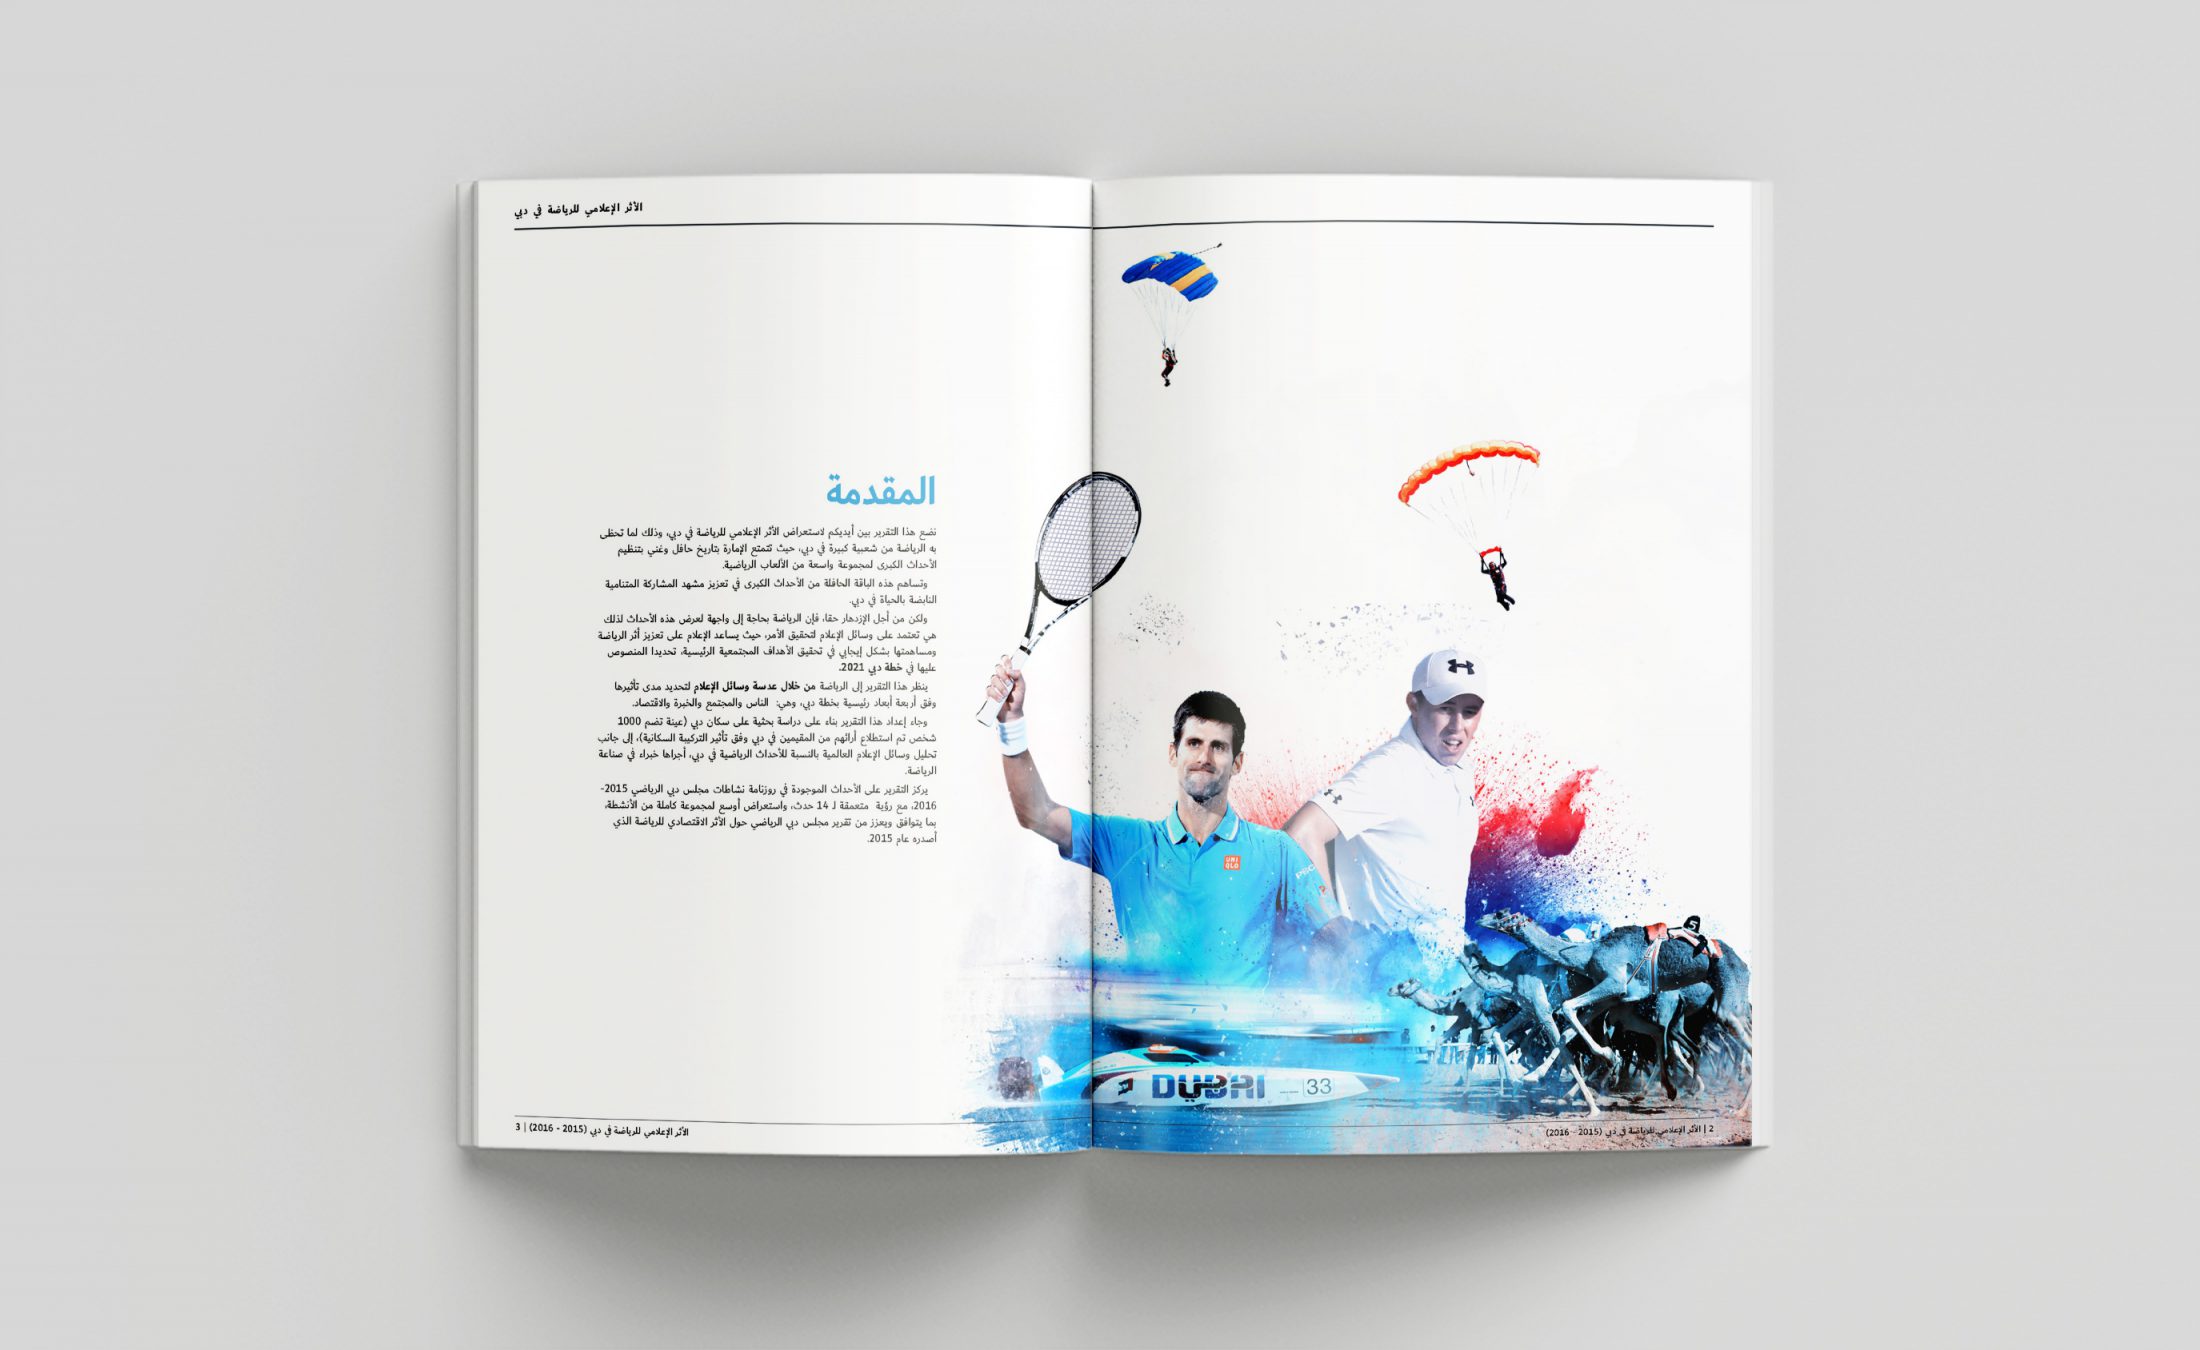 الأثر الإعلامي للرياضة في دبي
المقدمة
نضع هذا التقرير بين أيديكم لاستعراض الأثر الإعلامي للرياضة في دبي، وذلك لما تحظى
به الرياضة من شعبية كبيرة في دبي، حيث تتمتع الإمارة بتاريخ حافل وغني بتنظيم
الأحداث الكبرى لمجموعة واسعة من الألعاب الرياضية.
وتساهم هذه الباقة الحافلة من الأحداث الكبرى في تعزيز مشهد المشاركة المتنامية
النابضة بالحياة في دبي.
ولكن من أجل الإزدهار حقا، فإن الرياضة بحاجة إلى واجهة لعرض هذه الأحداث لذلك
هي تعتمد على وسائل الإعلام لتحقيق الأمر، حيث يساعد الإعلام على تعزيز أثر الرياضة
ومساهمتها بشكل إيجابي في تحقيق الأهداف المجتمعية الرئيسية، تحديدا المنصوص
عليها في خطة دبي 2021.
ينظر هذا التقرير إلى الرياضة من خلال عدسة وسائل الإعلام لتحديد مدى تأثيرها
وفق أربعة أبعاد رئيسية بخطة دبي، وهي: الناس والمجتمع والخبرة والاقتصاد.
وجاء إعداد هذا التقرير بناء على دراسة بحثية على سكان دبي (عينة تضم 1000
شخص تم استطلاع أرائهم من المقيمين في دبي وفق تأثير التركيبة السكانية)، إلى جانب
تحليل وسائل الإعلام العالمية بالنسبة للأحداث الرياضية في دبي، أجراها خبراء في صناعة
الرياضة.
يركز التقرير على الأحداث الموجودة في روزنامة نشاطات مجلس دبي الرياضي 2015-
2016، مع رؤية متعمقة لـ 14 حدث، واستعراض أوسع لمجموعة كاملة من الأنشطة،
بما يتوافق ويعزز من تقرير مجلس دبي الرياضي حول الأثر الاقتصادي للرياضة الذي
أصدره عام 2015.
UNI
QLO
5
DUBAI 33
2 | الأثر الإعلامي للرياضة في دبي (2015 - 2016)
الأثر الإعلامي للرياضة في دبي (2015 - 2016) | 3